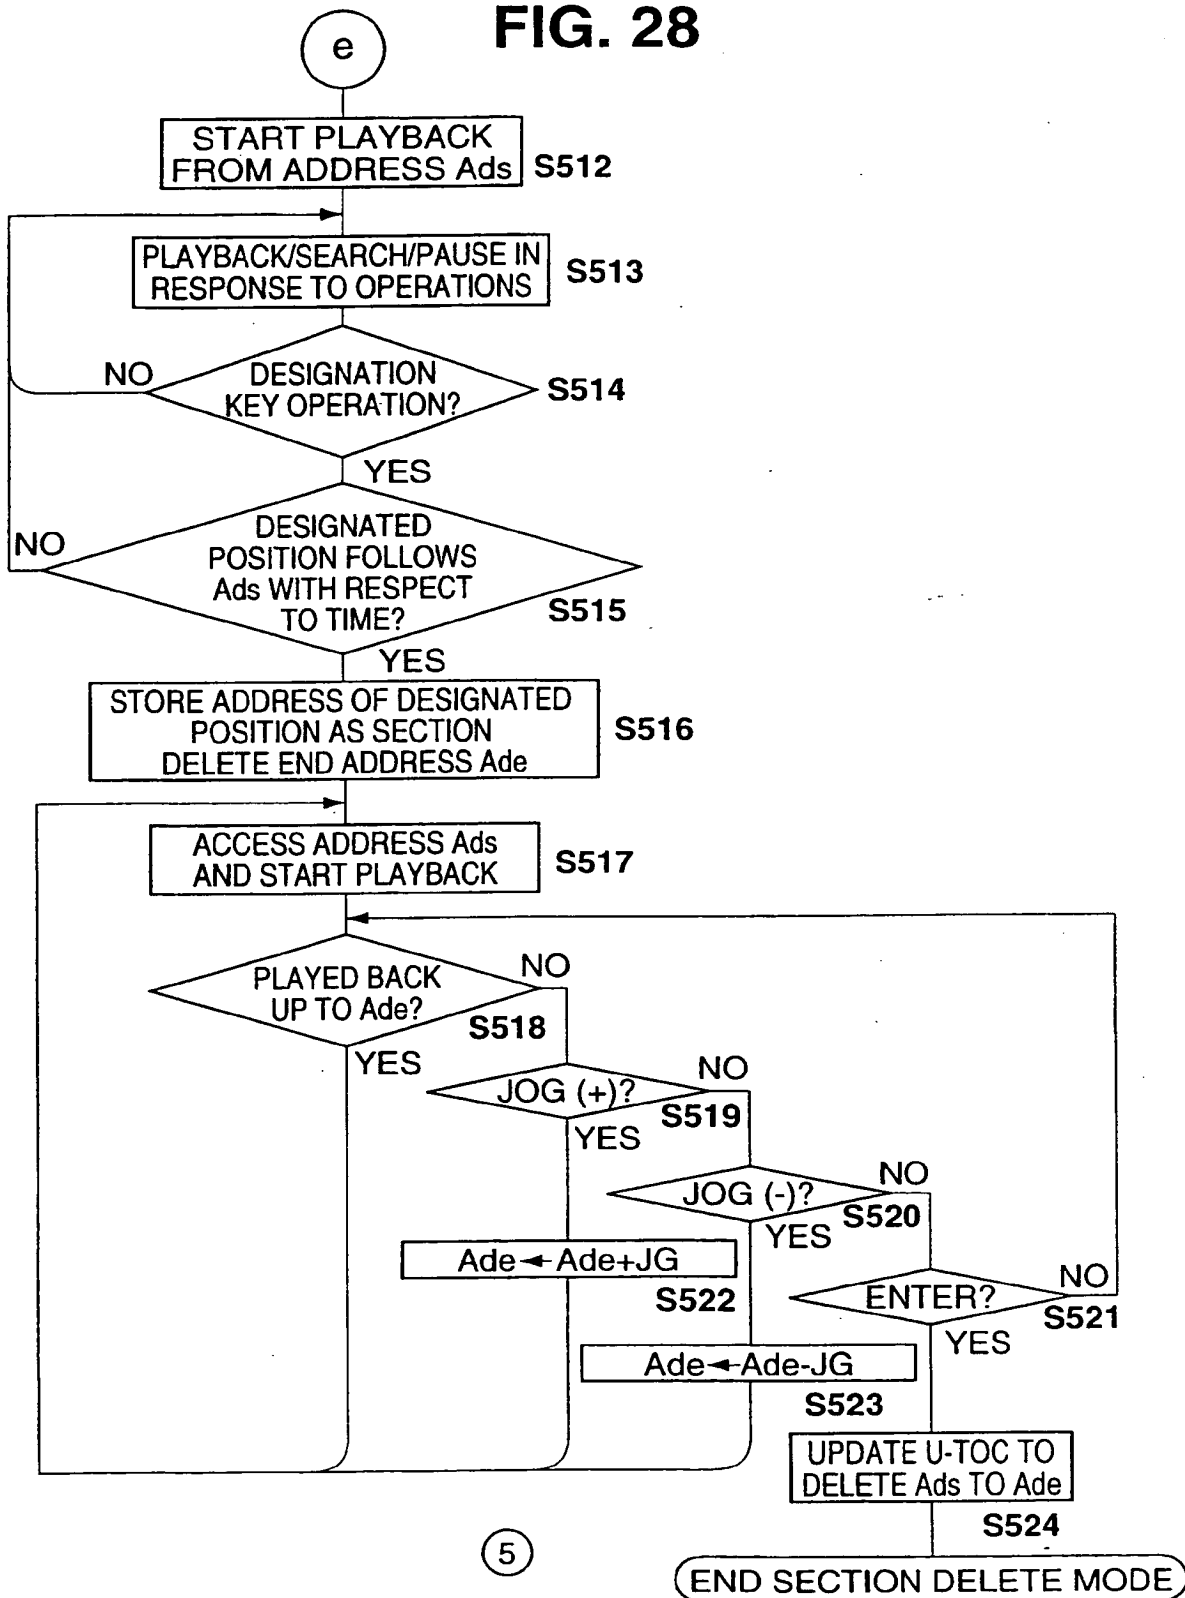 FIG. 28
e
START PLAYBACK
FROM ADDRESS Ads
S512
PLAYBACK/SEARCH/PAUSE IN
RESPONSE TO OPERATIONS
S513
NO
DESIGNATION
KEY OPERATION?
S514
YES
NO
DESIGNATED
POSITION FOLLOWS
Ads WITH RESPECT
TO TIME?
S515
YES
STORE ADDRESS OF DESIGNATED
POSITION AS SECTION
DELETE END ADDRESS Ade
S516
ACCESS ADDRESS Ads
AND START PLAYBACK
S517
PLAYED BACK
UP TO Ade?
NO
S518
YES
JOG (+)?
NO
S519
YES
JOG (-)?
NO
S520
YES
Ade←Ade+JG
S522
ENTER?
NO
S521
YES
Ade←Ade-JG
S523
UPDATE U-TOC TO
DELETE Ads TO Ade
S524
5
END SECTION DELETE MODE